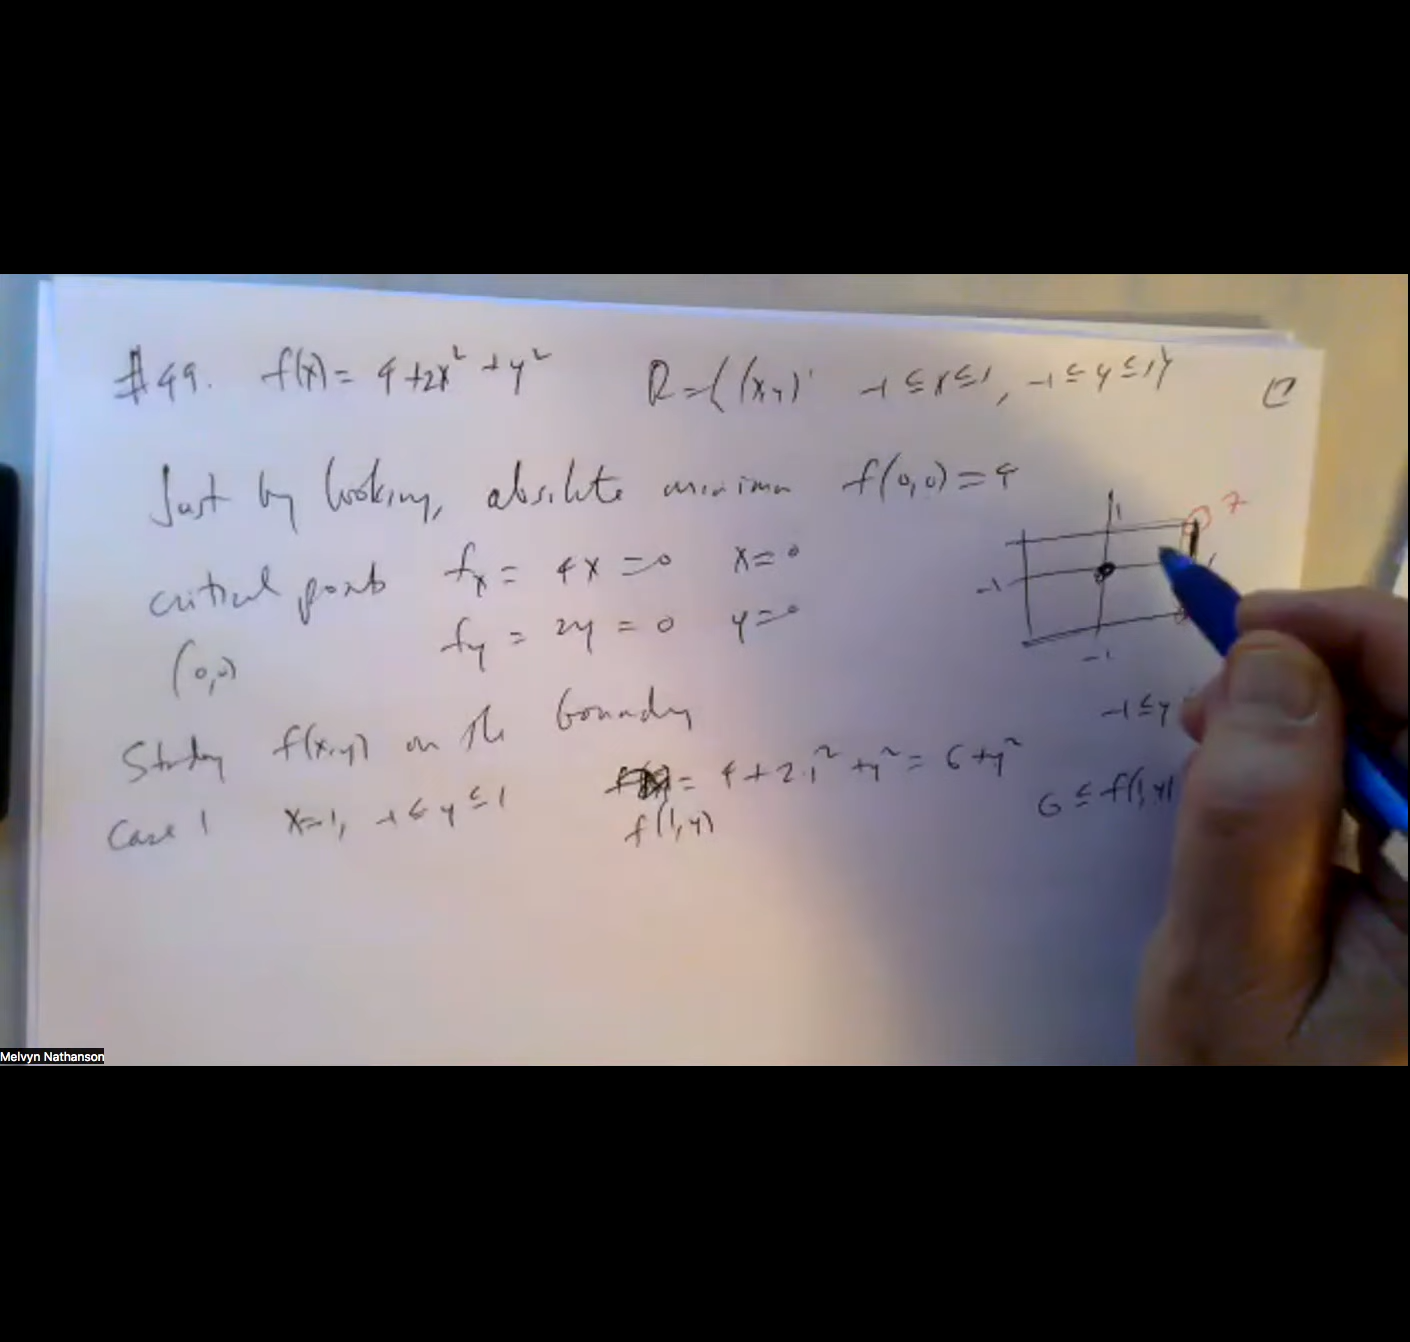 #49. f(x) = 4+2x²+y² R={(x,y): -1≤x≤1, -1≤y≤1}
Just by looking, absolute minimum f(0,0)=4
critical points fx = 4x =0 x=0
(0,0) fy = 2y = 0 y=0
1
7
-1
-1
Study f(x,y) on the boundary
-1≤y
Case 1 x=1, -1≤y≤1 = 4+2·1²+y² = 6+y²
f(1,y)
6≤f(1,y)
Melvyn Nathanson